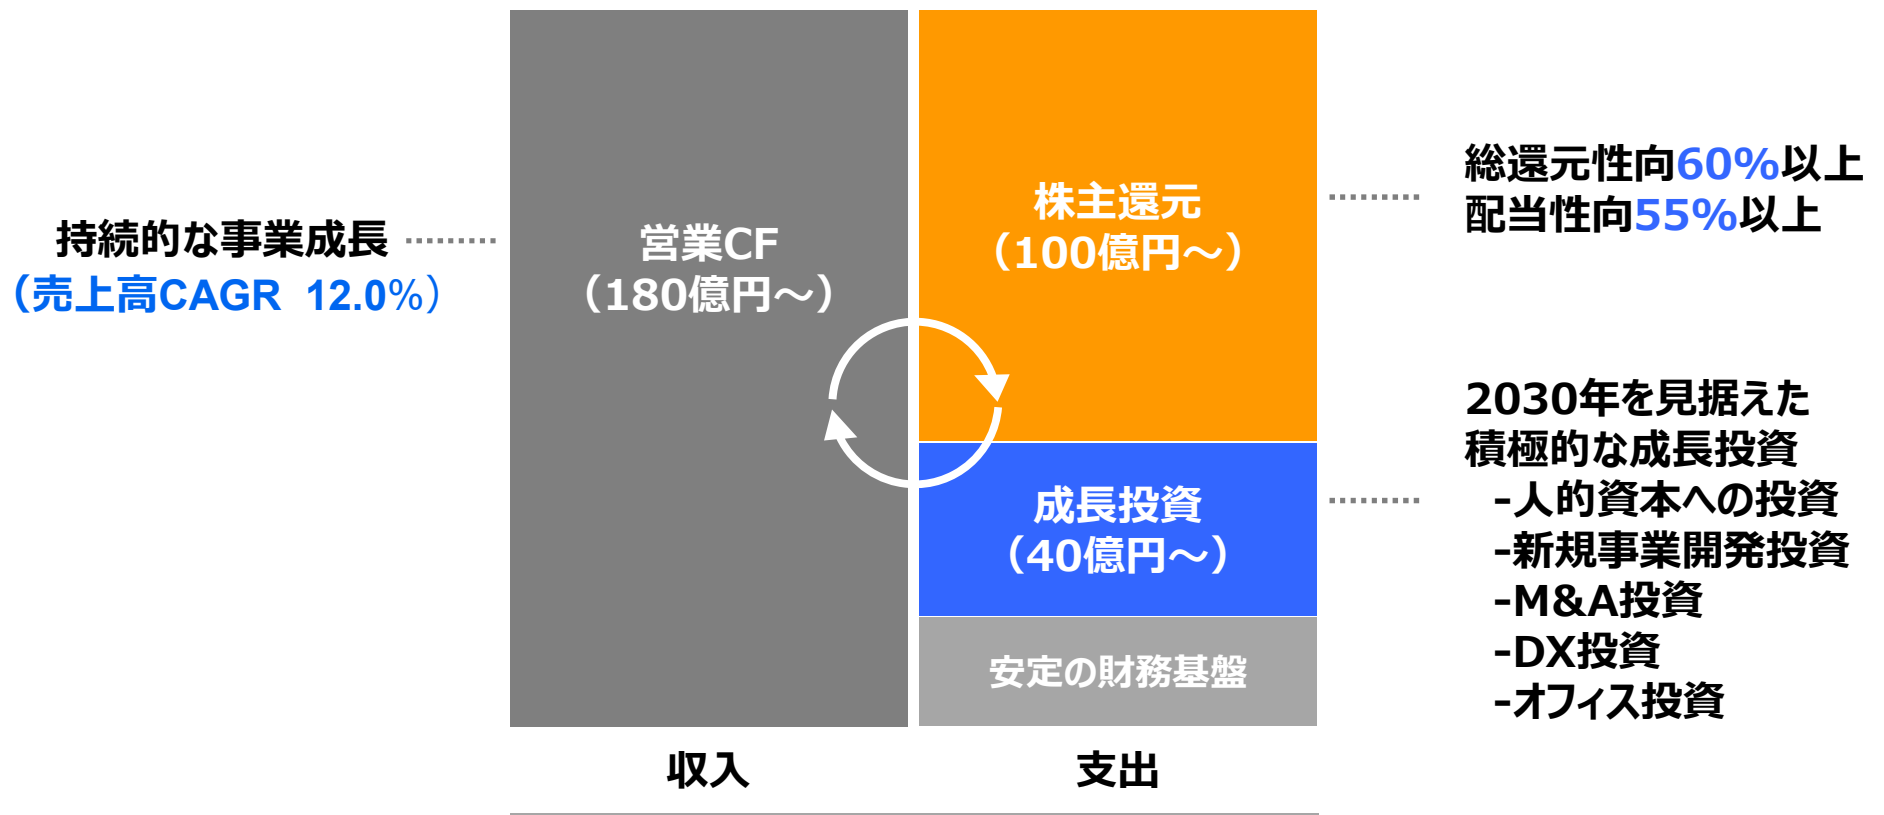 持続的な事業成長
（売上高CAGR 12.0%）
営業CF
（180億円～）
株主還元
（100億円～）
総還元性向60%以上
配当性向55%以上
成長投資
（40億円～）
2030年を見据えた
積極的な成長投資
-人的資本への投資
-新規事業開発投資
-M&A投資
-DX投資
-オフィス投資
安定の財務基盤
収入
支出